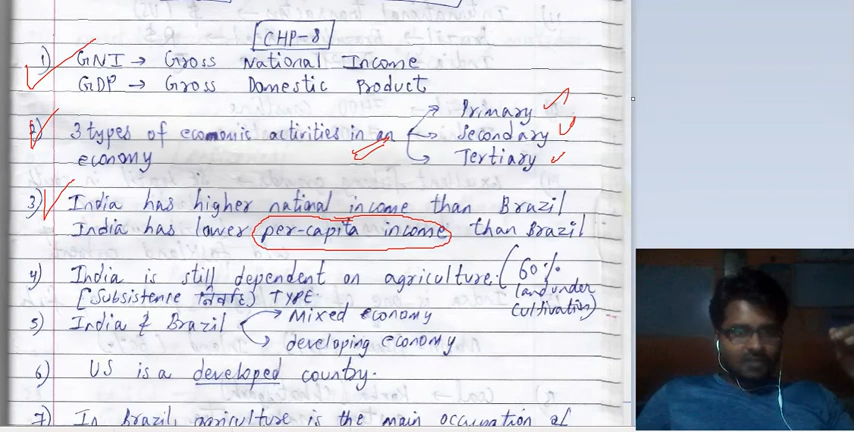 CHP-8
1) GNI → Gross National Income
GDP → Gross Domestic Product
2) 3 types of economic activities in an economy
Primary
Secondary
Tertiary
3) India has higher national income than Brazil
India has lower per-capita income than Brazil
4) India is still dependent on agriculture. (60%
(land under cultivation)
[Subsistence TYPE.
5) India & Brazil
Mixed economy
developing economy
6) US is a developed country.
7) In Brazil, agriculture is the main occupation of